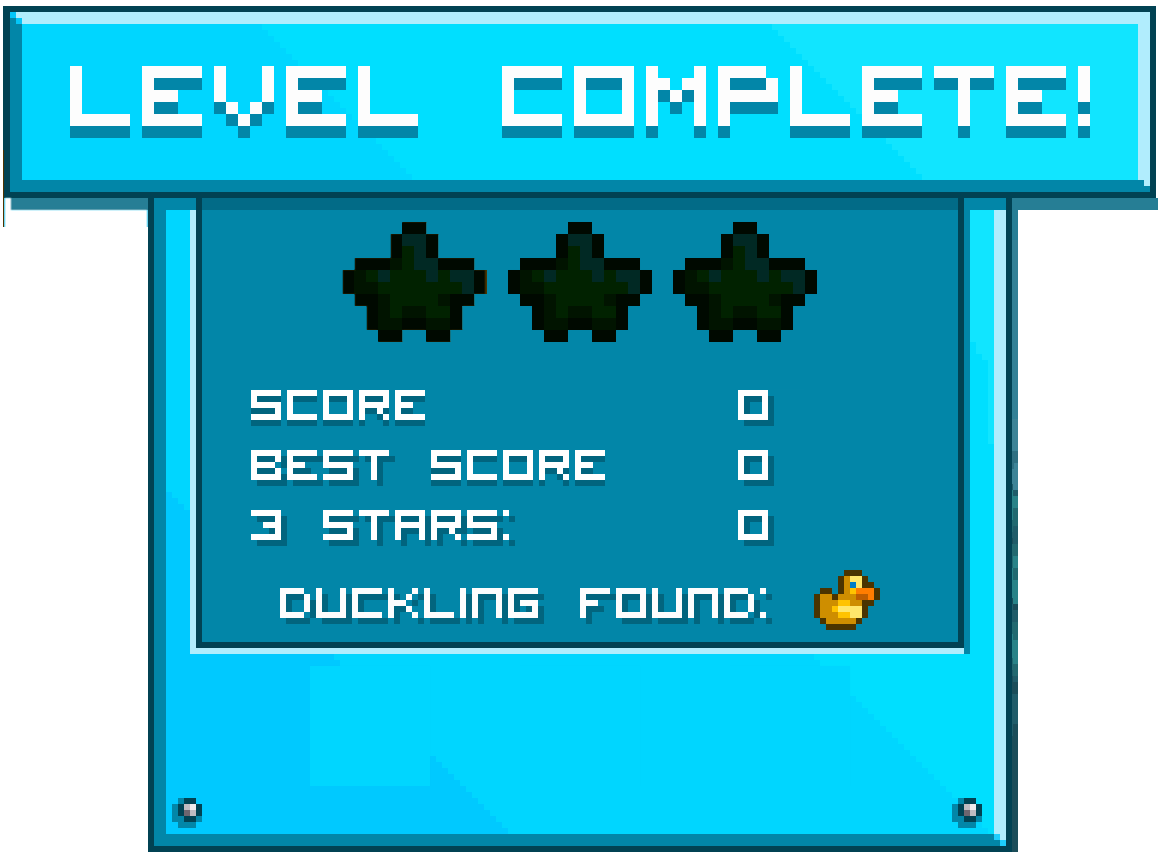 LEVEL COMPLETE!
SCORE 0
BEST SCORE 0
3 STARS: 0
DUCKLING FOUND: